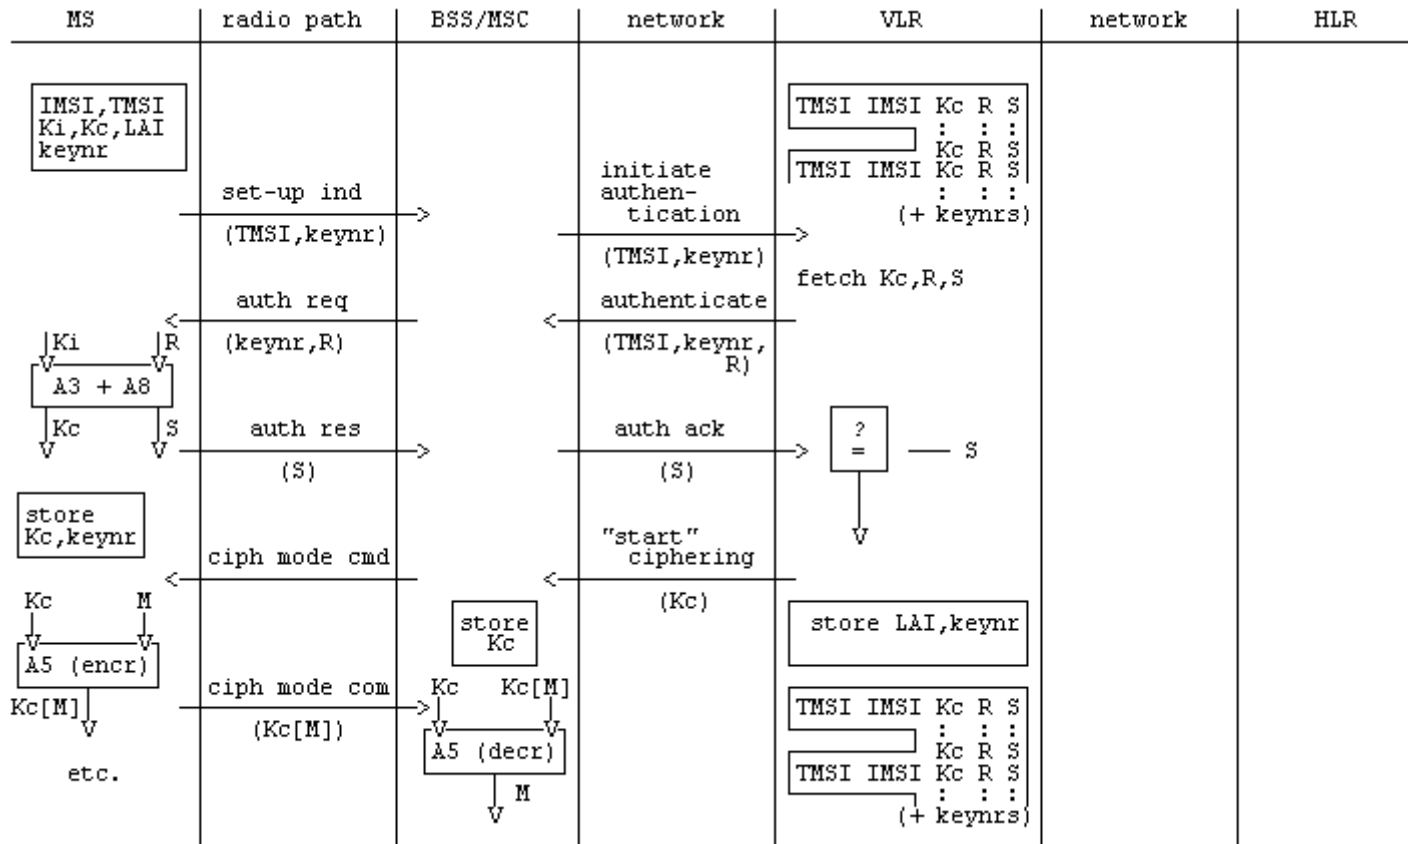 MS radio path BSS/MSC network VLR network HLR
IMSI,TMSI
Ki,Kc,LAI
keynr
TMSI IMSI Kc R S
: : :
Kc R S
TMSI IMSI Kc R S
: : :
(+ keynrs)
set-up ind
(TMSI,keynr)
initiate
authen-
tication
(TMSI,keynr)
fetch Kc,R,S
auth req
(keynr,R)
authenticate
(TMSI,keynr,
R)
Ki R
A3 + A8
Kc S
auth res
(S)
auth ack
(S)
?
=
S
store
Kc,keynr
ciph mode cmd
"start"
ciphering
(Kc)
Kc M
A5 (encr)
Kc[M]
store
Kc
store LAI,keynr
ciph mode com
(Kc[M])
Kc Kc[M]
A5 (decr)
M
TMSI IMSI Kc R S
: : :
Kc R S
TMSI IMSI Kc R S
: : :
(+ keynrs)
etc.